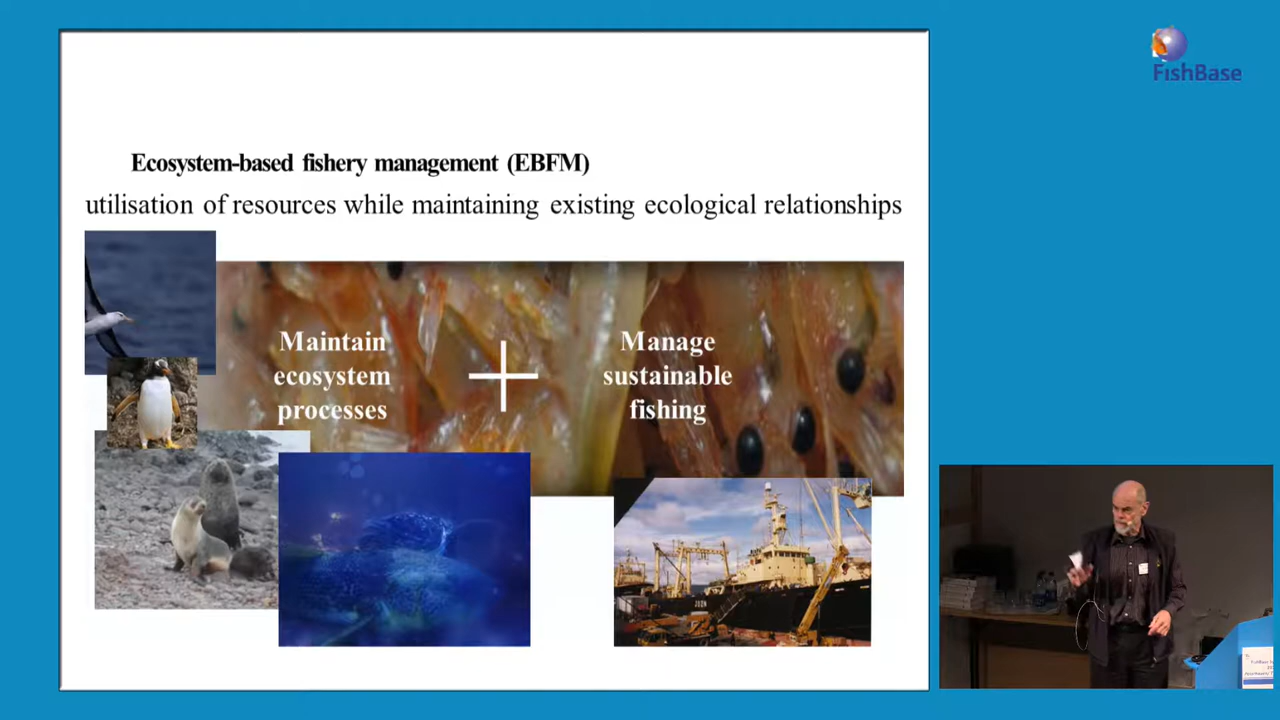 FishBase
Ecosystem-based fishery management (EBFM)
utilisation of resources while maintaining existing ecological relationships
Maintain
ecosystem
processes
Manage
sustainable
fishing